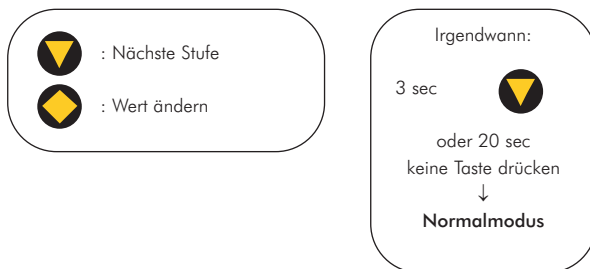 : Nächste Stufe
: Wert ändern
Irgendwann:
3 sec
oder 20 sec
keine Taste drücken
↓
Normalmodus